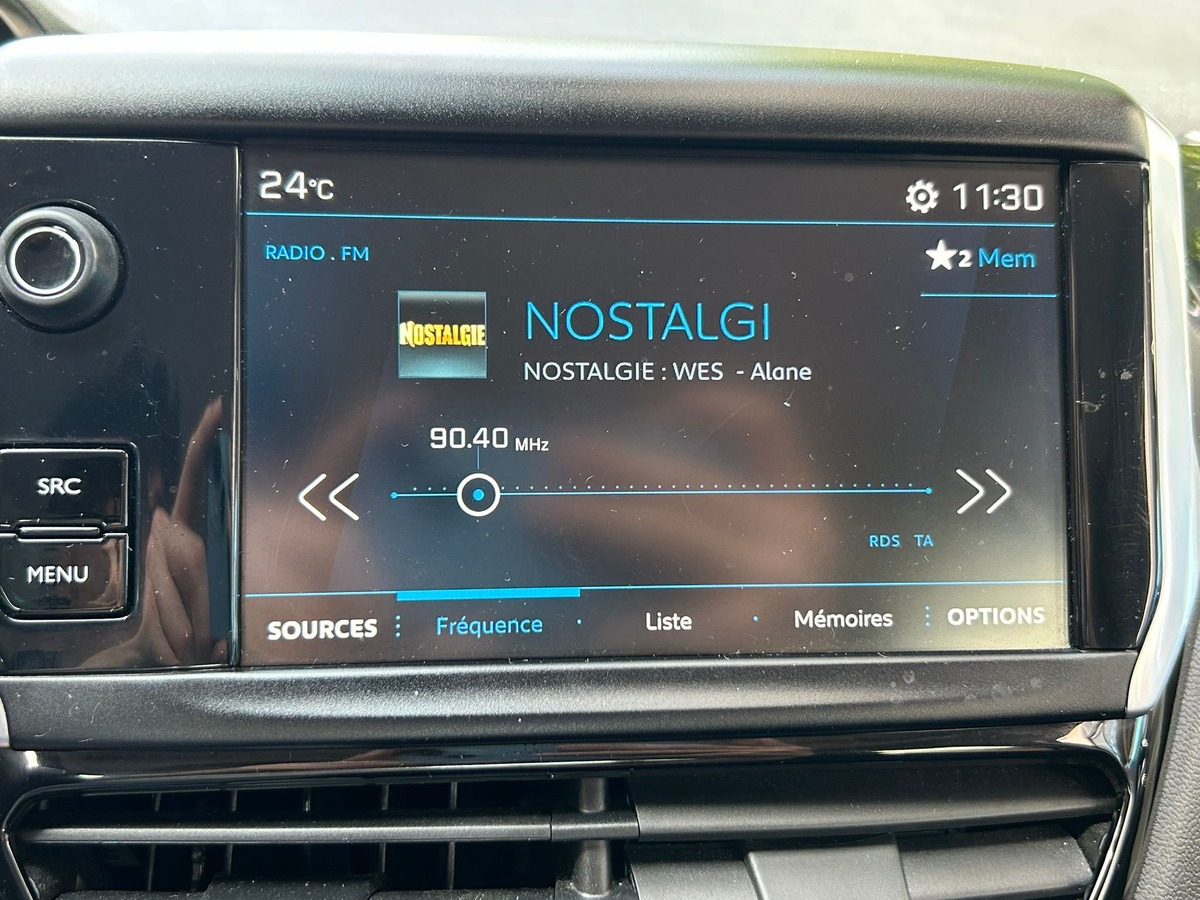 24°C
11:30
RADIO . FM
★2 Mem
NOSTALGIE
NOSTALGI
NOSTALGIE : WES - Alane
90.40 MHz
SRC
MENU
RDS TA
SOURCES
Fréquence
Liste
Mémoires
OPTIONS